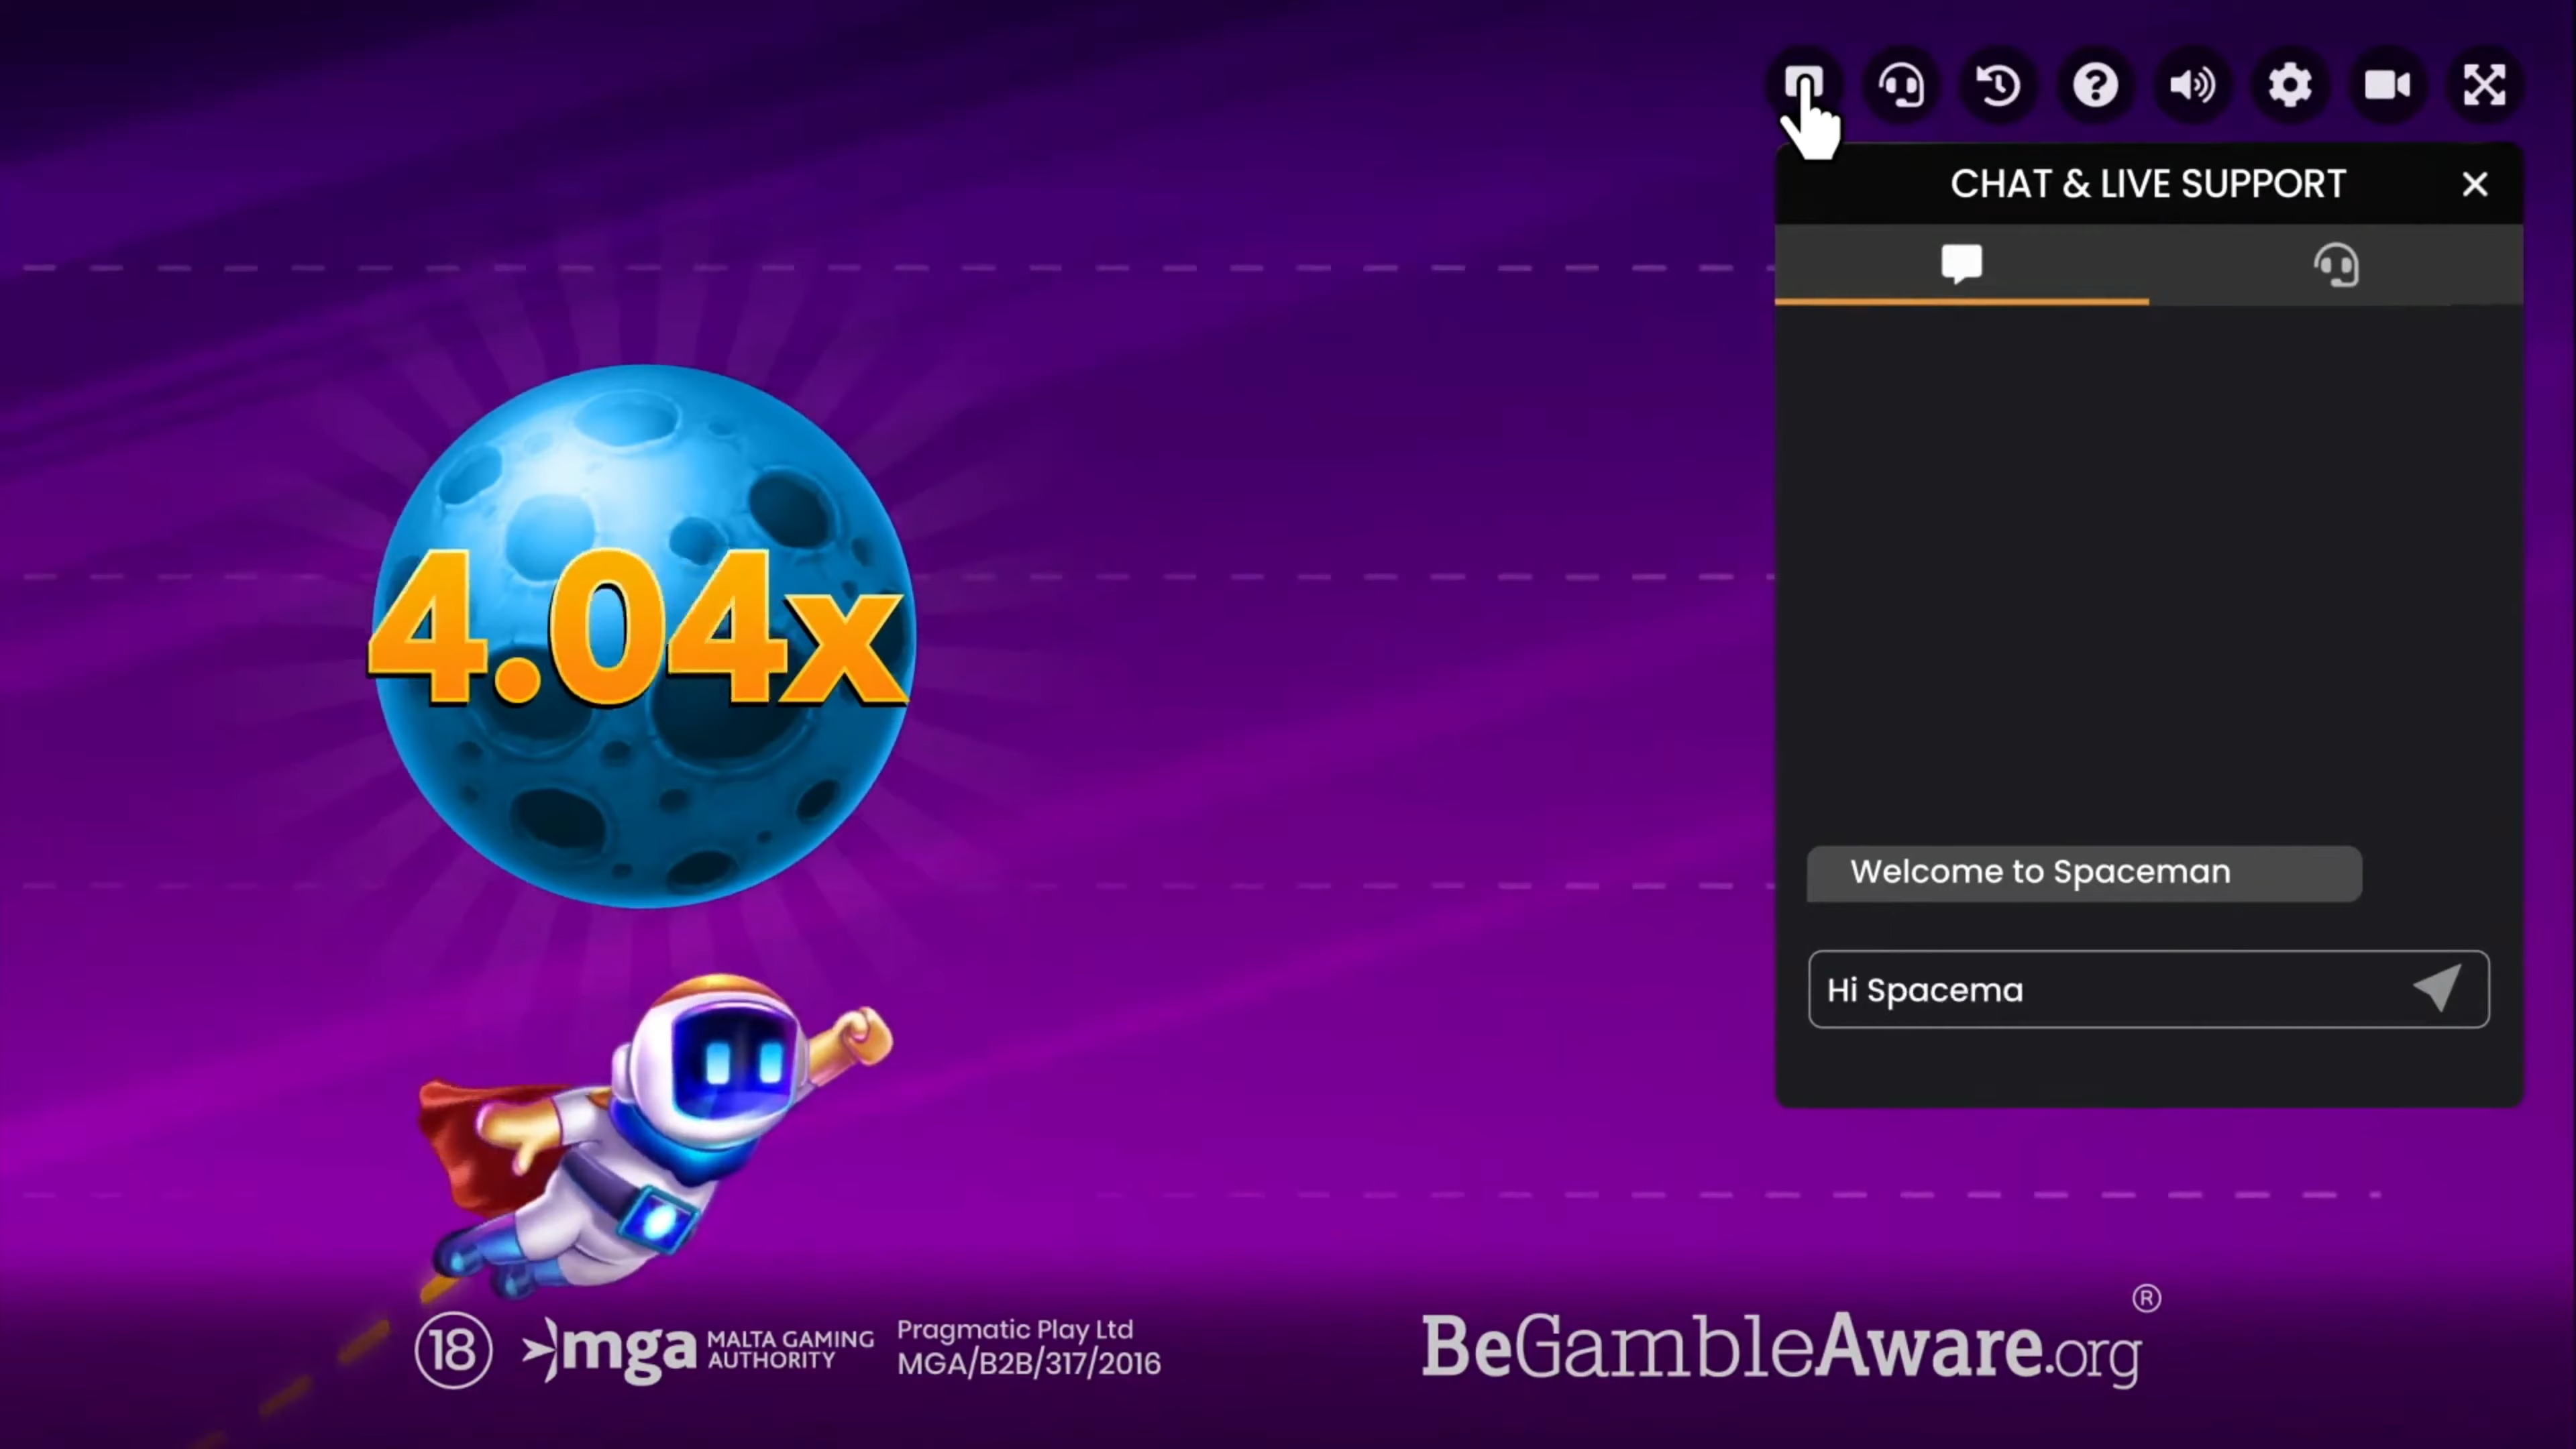 CHAT & LIVE SUPPORT
4.04x
Welcome to Spaceman
Hi Spacema
18
mga
MALTA GAMING
AUTHORITY
Pragmatic Play Ltd
MGA/B2B/317/2016
BeGambleAware.org®